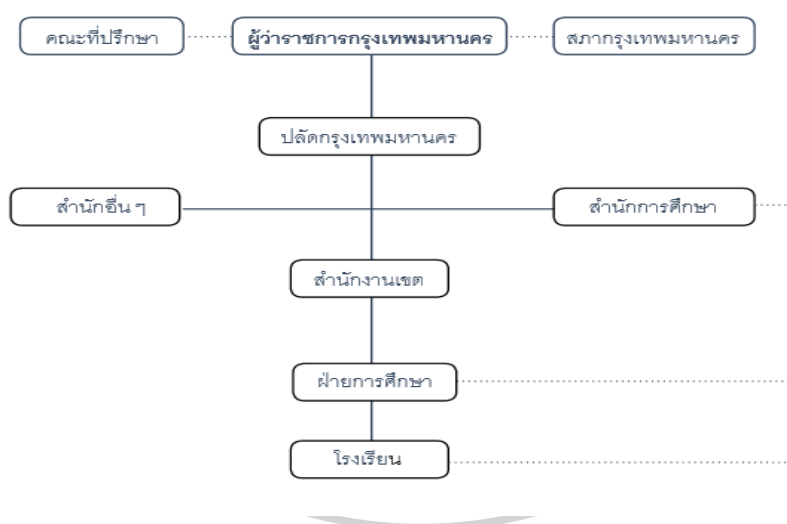 คณะที่ปรึกษา
ผู้ว่าราชการกรุงเทพมหานคร
สภากรุงเทพมหานคร
ปลัดกรุงเทพมหานคร
สำนักอื่น ๆ
สำนักการศึกษา
สำนักงานเขต
ฝ่ายการศึกษา
โรงเรียน